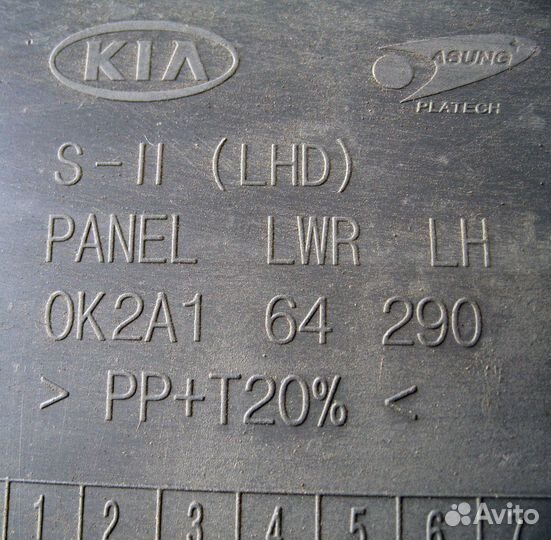 KIA
ASUNG
PLATECH
S-II (LHD)
PANEL LWR LH
0K2A1 64 290
> PP+T20% <
1 2 3 4 5 6 7
Avito